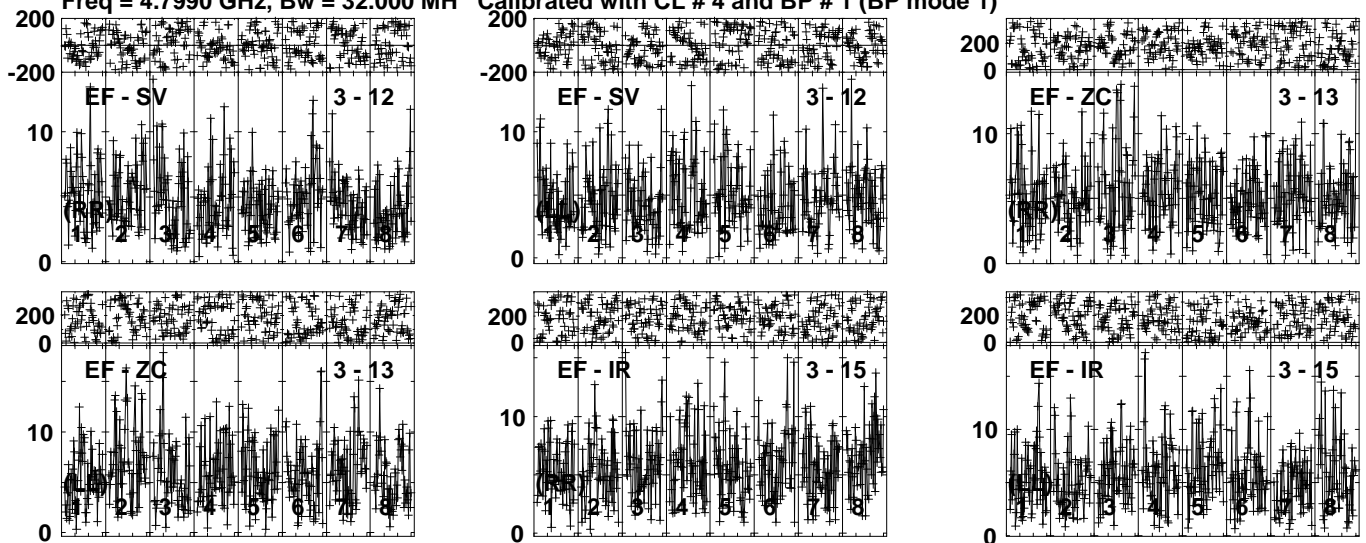 Freq = 4.7990 GHz, Bw = 32.000 MH Calibrated with CL # 4 and BP # 1 (BP mode 1)
200
-200
EF - SV 3 - 12
10
(RR)
1 2 3 4 5 6 7 8
0
200
-200
EF - SV 3 - 12
10
(LL)
1 2 3 4 5 6 7 8
0
200
0
EF - ZC 3 - 13
10
(RR)
1 2 3 4 5 6 7 8
0
200
0
EF - ZC 3 - 13
10
(LL)
1 2 3 4 5 6 7 8
0
200
0
EF - IR 3 - 15
10
(RR)
1 2 3 4 5 6 7 8
0
200
0
EF - IR 3 - 15
10
(LL)
1 2 3 4 5 6 7 8
0